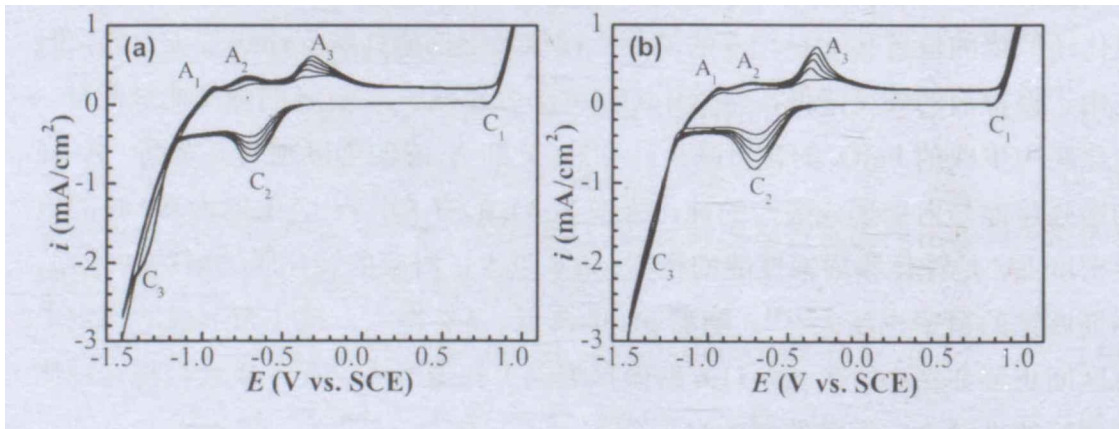 (a)
A₁ A₂ A₃
C₁
C₂
C₃
1
0
-1
-2
-3
i (mA/cm²)
-1.5 -1.0 -0.5 0.0 0.5 1.0
E (V vs. SCE)
(b)
A₁ A₂ A₃
C₁
C₂
C₃
1
0
-1
-2
-3
i (mA/cm²)
-1.5 -1.0 -0.5 0.0 0.5 1.0
E (V vs. SCE)